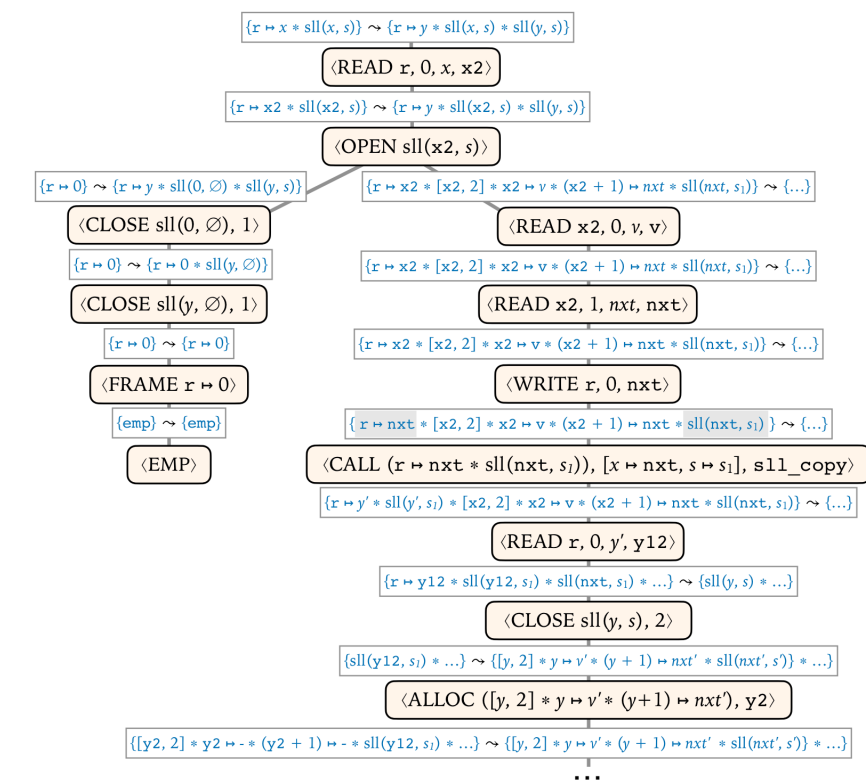 {r ↦ x * sll(x, s)} ⤳ {r ↦ y * sll(x, s) * sll(y, s)}
⟨READ r, 0, x, x2⟩
{r ↦ x2 * sll(x2, s)} ⤳ {r ↦ y * sll(x2, s) * sll(y, s)}
⟨OPEN sll(x2, s)⟩
{r ↦ 0} ⤳ {r ↦ y * sll(0, ∅) * sll(y, s)}
⟨CLOSE sll(0, ∅), 1⟩
{r ↦ 0} ⤳ {r ↦ 0 * sll(y, ∅)}
⟨CLOSE sll(y, ∅), 1⟩
{r ↦ 0} ⤳ {r ↦ 0}
⟨FRAME r ↦ 0⟩
{emp} ⤳ {emp}
⟨EMP⟩
{r ↦ x2 * [x2, 2] * x2 ↦ v * (x2 + 1) ↦ nxt * sll(nxt, s₁)} ⤳ {...}
⟨READ x2, 0, v, v⟩
{r ↦ x2 * [x2, 2] * x2 ↦ v * (x2 + 1) ↦ nxt * sll(nxt, s₁)} ⤳ {...}
⟨READ x2, 1, nxt, nxt⟩
{r ↦ x2 * [x2, 2] * x2 ↦ v * (x2 + 1) ↦ nxt * sll(nxt, s₁)} ⤳ {...}
⟨WRITE r, 0, nxt⟩
{ r ↦ nxt * [x2, 2] * x2 ↦ v * (x2 + 1) ↦ nxt * sll(nxt, s₁) } ⤳ {...}
⟨CALL (r ↦ nxt * sll(nxt, s₁)), [x ↦ nxt, s ↦ s₁], sll_copy⟩
{r ↦ y′ * sll(y′, s₁) * [x2, 2] * x2 ↦ v * (x2 + 1) ↦ nxt * sll(nxt, s₁)} ⤳ {...}
⟨READ r, 0, y′, y12⟩
{r ↦ y12 * sll(y12, s₁) * sll(nxt, s₁) * ...} ⤳ {sll(y, s) * ...}
⟨CLOSE sll(y, s), 2⟩
{sll(y12, s₁) * ...} ⤳ {[y, 2] * y ↦ v′ * (y + 1) ↦ nxt′ * sll(nxt′, s′)} * ...}
⟨ALLOC ([y, 2] * y ↦ v′ * (y+1) ↦ nxt′), y2⟩
{[y2, 2] * y2 ↦ - * (y2 + 1) ↦ - * sll(y12, s₁) * ...} ⤳ {[y, 2] * y ↦ v′ * (y + 1) ↦ nxt′ * sll(nxt′, s′)} * ...}
...